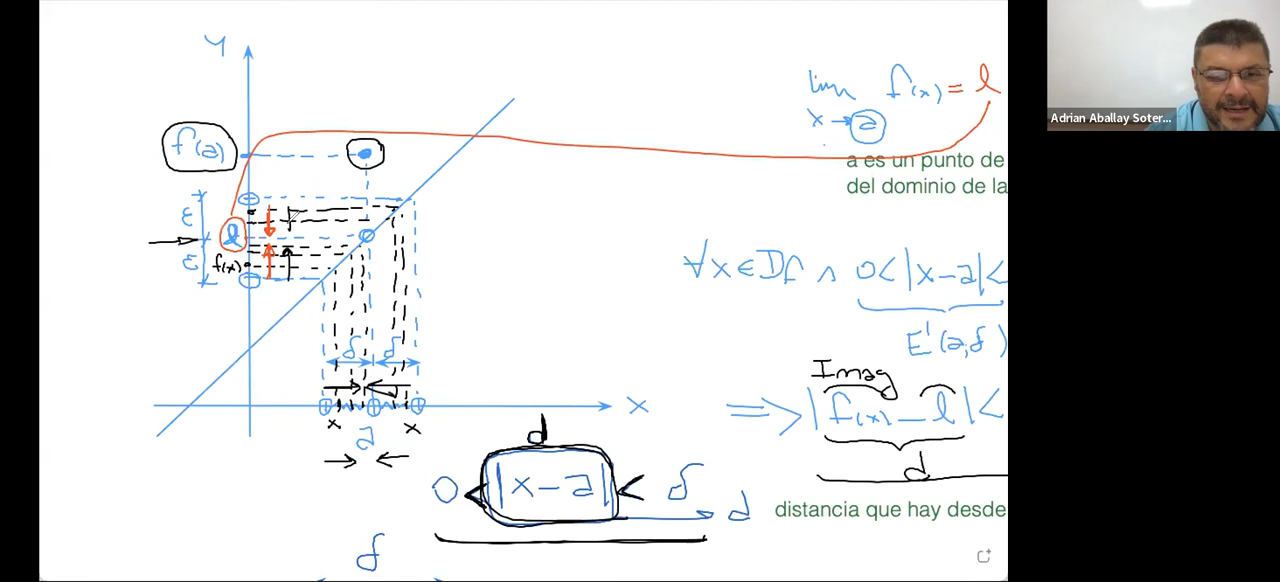 y
lim f(x) = l
x→a
a es un punto de
del dominio de la
f(a)
ε
l
ε
f(x)
∀x ∈ Df ∧ 0<|x-a|<
E'(a,δ)
δ δ
x x
a
x
Imag
⇒ |f(x) - l| <
d
d
0 < |x-a| < δ
d
distancia que hay desde
δ
Adrian Aballay Soter...